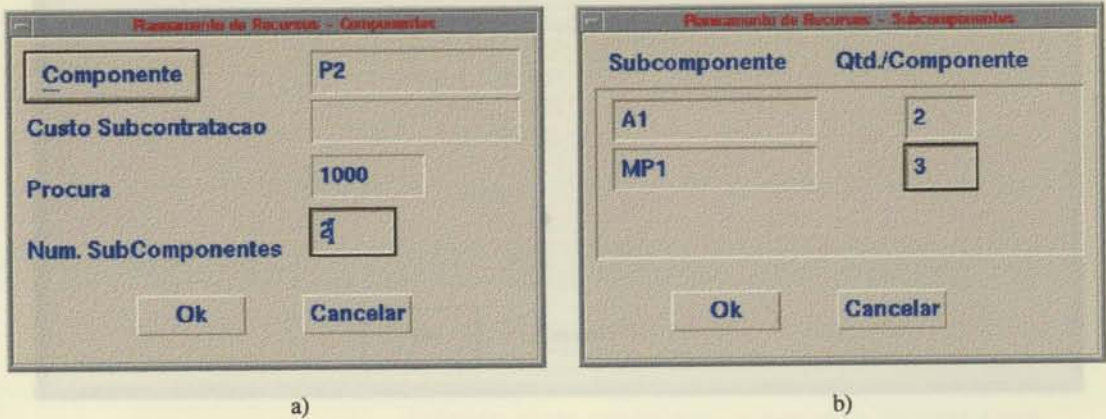 Planeamento de Recursos - Componentes
Componente
P2
Custo Subcontratacao
Procura
1000
Num. SubComponentes
2
Ok
Cancelar
a)
Planeamento de Recursos - Subcomponentes
Subcomponente
Qtd./Componente
A1
2
MP1
3
Ok
Cancelar
b)